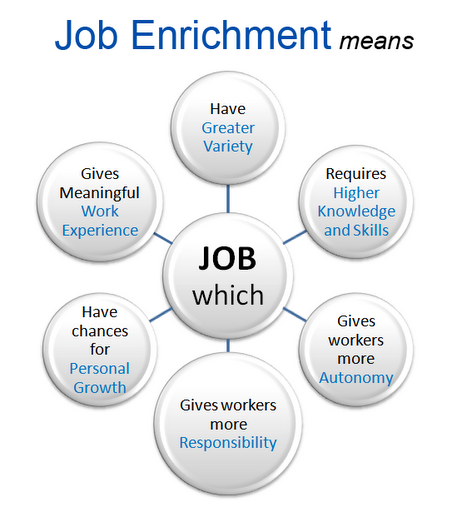 Job Enrichment means
Have
Greater
Variety
Gives
Meaningful
Work
Experience
Requires
Higher
Knowledge
and Skills
JOB
which
Have
chances
for
Personal
Growth
Gives
workers
more
Autonomy
Gives workers
more
Responsibility